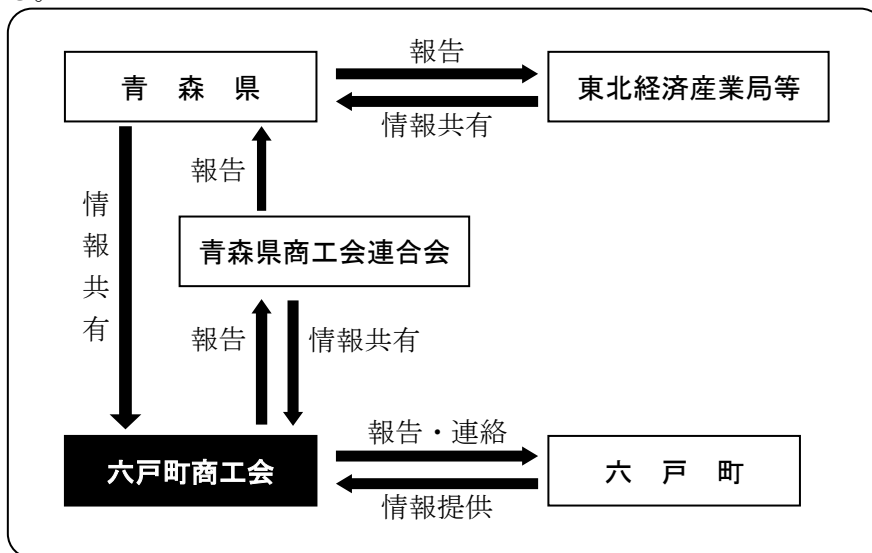 る。
報告
青　森　県
東北経済産業局等
情報共有
報告
情報共有
青森県商工会連合会
報告
情報共有
報告・連絡
六戸町商工会
六　戸　町
情報提供